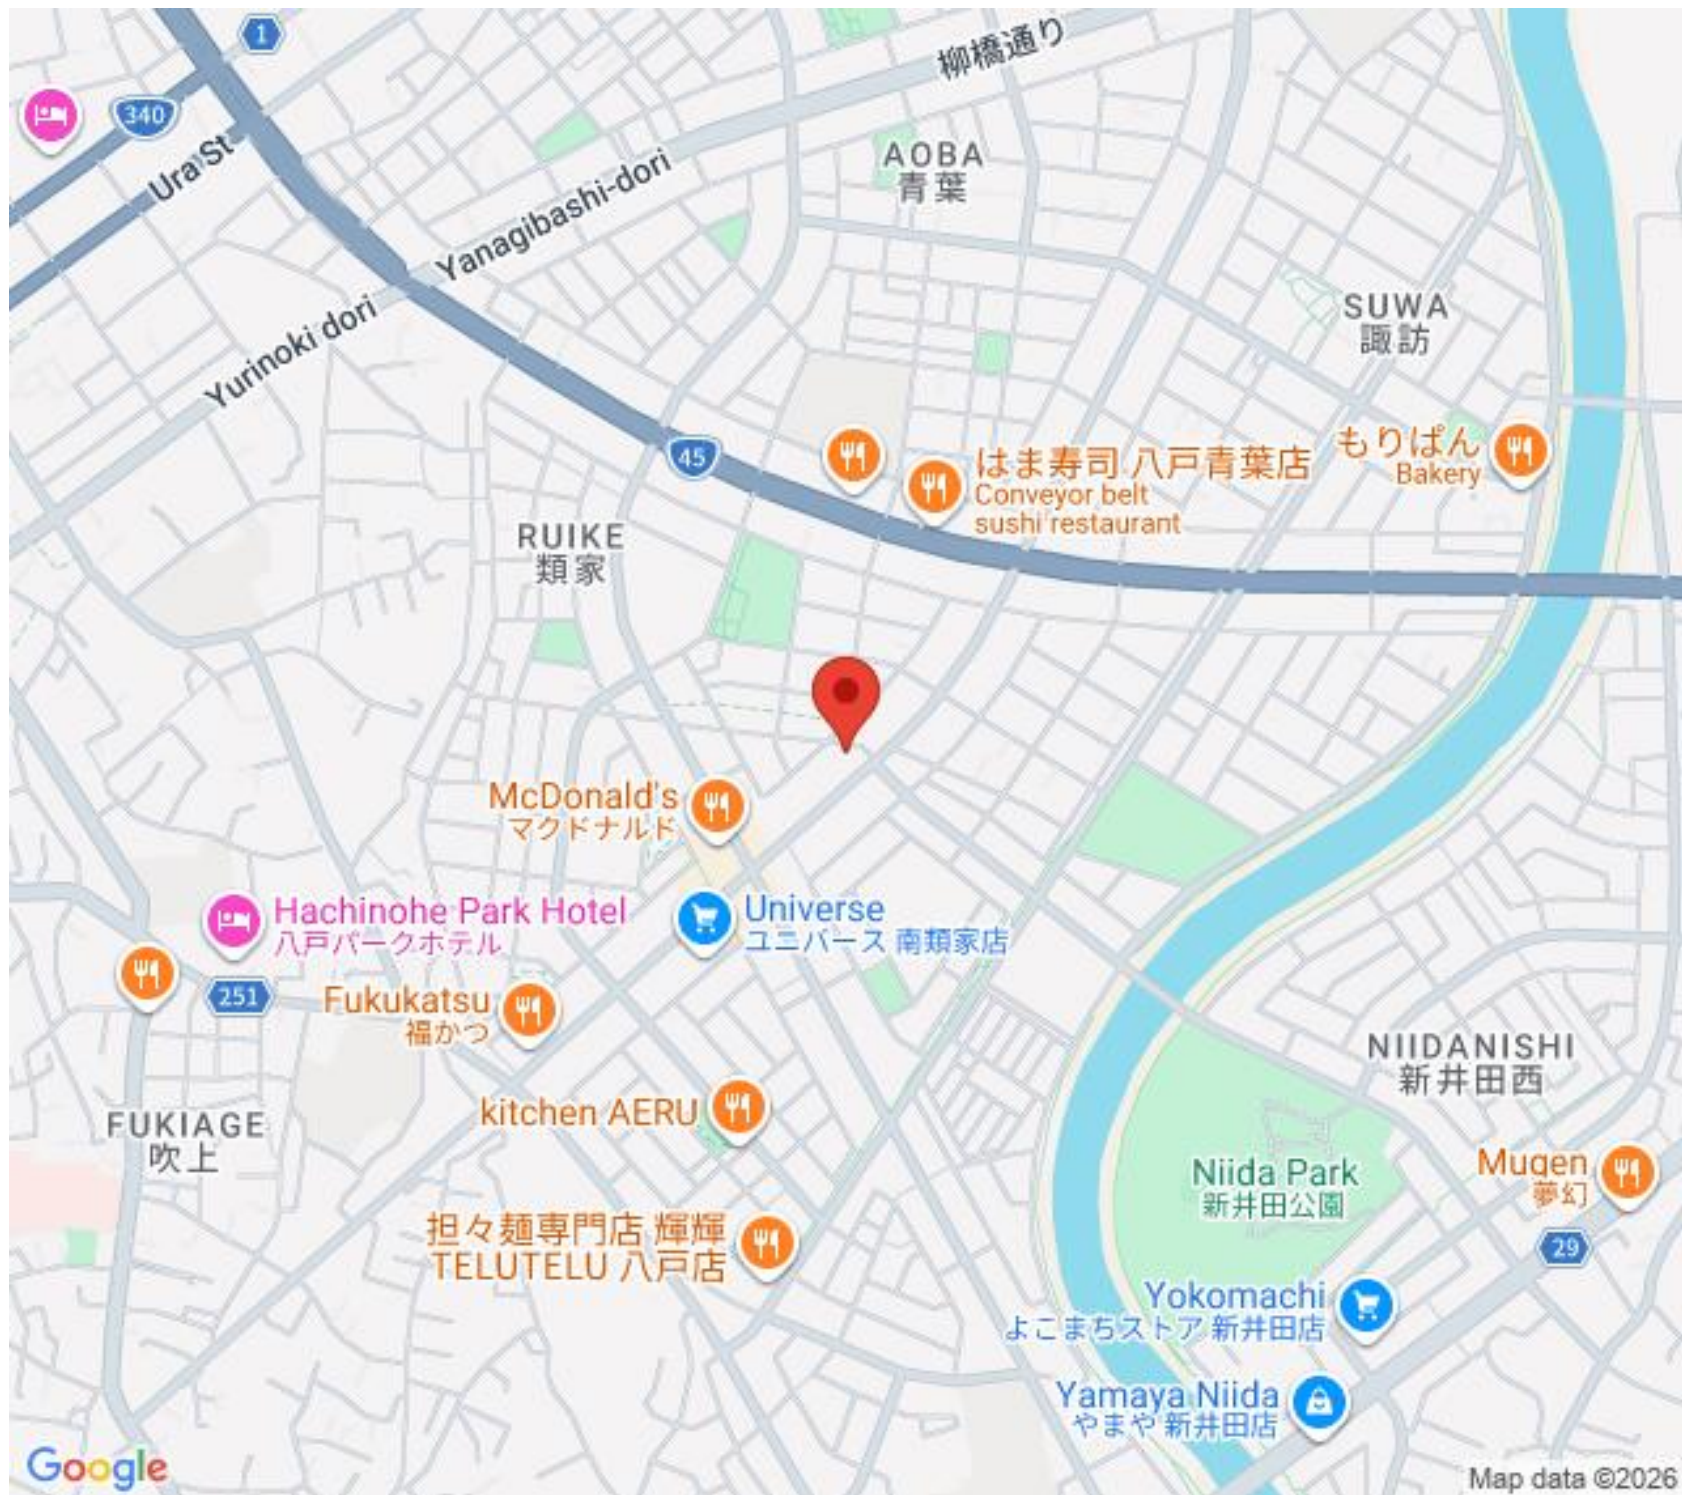 1
柳橋通り
340
Ura St
Yanagibashi-dori
AOBA
青葉
Yurinoki dori
SUWA
諏訪
45
はま寿司 八戸青葉店
Conveyor belt
sushi restaurant
もりぱん
Bakery
RUIKE
類家
McDonald's
マクドナルド
Hachinohe Park Hotel
八戸パークホテル
Universe
ユニバース 南類家店
251
Fukukatsu
福かつ
NIIDANISHI
新井田西
kitchen AERU
FUKIAGE
吹上
Niida Park
新井田公園
Mugen
夢幻
担々麺専門店 輝輝
TELUTELU 八戸店
29
Yokomachi
よこまちストア 新井田店
Yamaya Niida
やまや 新井田店
Google
Map data ©2026